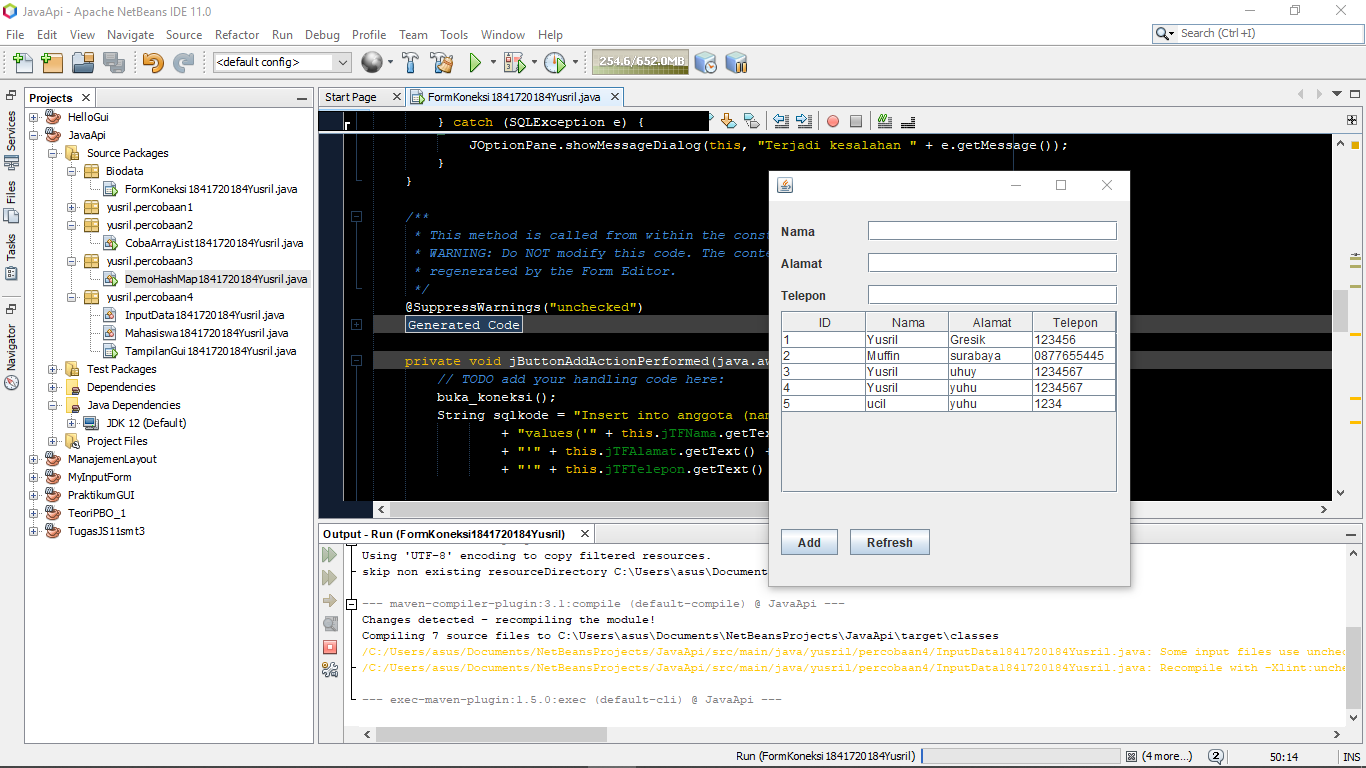 JavaApi - Apache NetBeans IDE 11.0
File Edit View Navigate Source Refactor Run Debug Profile Team Tools Window Help
Search (Ctrl+I)
<default config>
254.6/652.0MB
Services
Files
Tasks
Navigator
Projects
HelloGui
JavaApi
Source Packages
Biodata
FormKoneksi1841720184Yusril.java
yusril.percobaan1
yusril.percobaan2
CobaArrayList1841720184Yusril.java
yusril.percobaan3
DemoHashMap1841720184Yusril.java
yusril.percobaan4
InputData1841720184Yusril.java
Mahasiswa1841720184Yusril.java
TampilanGui1841720184Yusril.java
Test Packages
Dependencies
Java Dependencies
JDK 12 (Default)
Project Files
ManajemenLayout
MyInputForm
PraktikumGUI
TeoriPBO_1
TugasJS11smt3
Start Page
FormKoneksi1841720184Yusril.java
} catch (SQLException e) {
JOptionPane.showMessageDialog(this, "Terjadi kesalahan " + e.getMessage());
}
}
/**
* This method is called from within the const
* WARNING: Do NOT modify this code. The conte
* regenerated by the Form Editor.
*/
@SuppressWarnings("unchecked")
Generated Code
private void jButtonAddActionPerformed(java.aw
// TODO add your handling code here:
buka_koneksi();
String sqlkode = "Insert into anggota (nam
+ "values('" + this.jTFNama.getTex
+ "'" + this.jTFAlamat.getText() +
+ "'" + this.jTFTelepon.getText()
Nama
Alamat
Telepon
ID Nama Alamat Telepon
1 Yusril Gresik 123456
2 Muffin surabaya 0877655445
3 Yusril uhuy 1234567
4 Yusril yuhu 1234567
5 ucil yuhu 1234
Add Refresh
Output - Run (FormKoneksi1841720184Yusril)
Using 'UTF-8' encoding to copy filtered resources.
skip non existing resourceDirectory C:\Users\asus\Documents
--- maven-compiler-plugin:3.1:compile (default-compile) @ JavaApi ---
Changes detected - recompiling the module!
Compiling 7 source files to C:\Users\asus\Documents\NetBeansProjects\JavaApi\target\classes
/C:/Users/asus/Documents/NetBeansProjects/JavaApi/src/main/java/yusril/percobaan4/InputData1841720184Yusril.java: Some input files use unchec
/C:/Users/asus/Documents/NetBeansProjects/JavaApi/src/main/java/yusril/percobaan4/InputData1841720184Yusril.java: Recompile with -Xlint:unche
--- exec-maven-plugin:1.5.0:exec (default-cli) @ JavaApi ---
Run (FormKoneksi1841720184Yusril) (4 more...) 2 50:14 INS